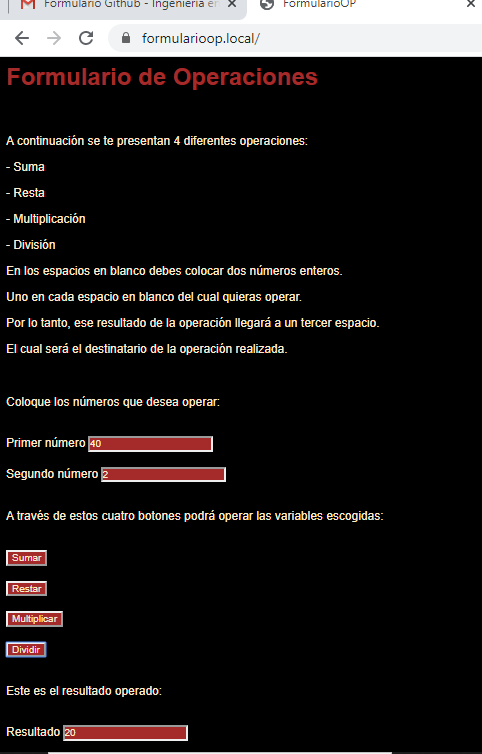 Formulario Github - Ingeniería en
FormularioOP
formularioop.local/
Formulario de Operaciones
A continuación se te presentan 4 diferentes operaciones:
- Suma
- Resta
- Multiplicación
- División
En los espacios en blanco debes colocar dos números enteros.
Uno en cada espacio en blanco del cual quieras operar.
Por lo tanto, ese resultado de la operación llegará a un tercer espacio.
El cual será el destinatario de la operación realizada.
Coloque los números que desea operar:
Primer número 40
Segundo número 2
A través de estos cuatro botones podrá operar las variables escogidas:
Sumar
Restar
Multiplicar
Dividir
Este es el resultado operado:
Resultado 20